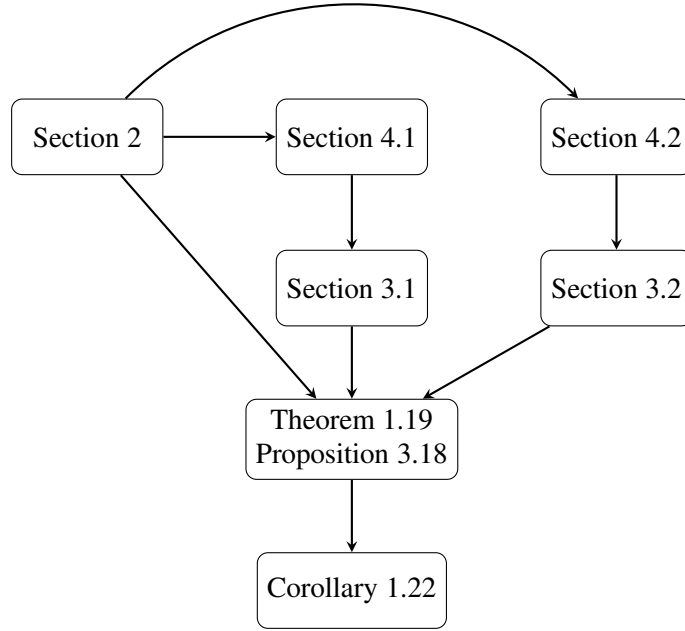 Section 2
Section 4.1
Section 4.2
Section 3.1
Section 3.2
Theorem 1.19
Proposition 3.18
Corollary 1.22